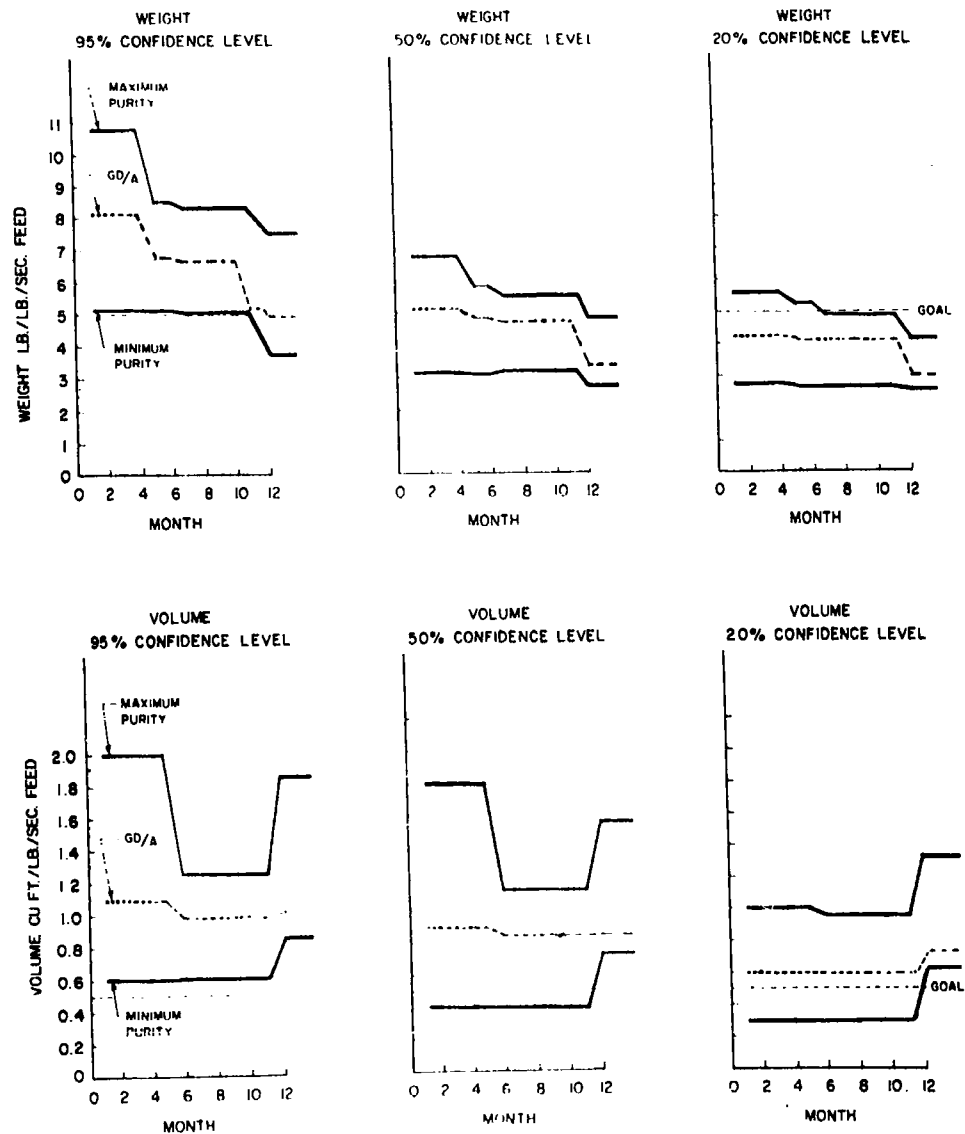 WEIGHT
95% CONFIDENCE LEVEL
WEIGHT
50% CONFIDENCE LEVEL
WEIGHT
20% CONFIDENCE LEVEL
MAXIMUM
PURITY
GD/A
MINIMUM
PURITY
GOAL
WEIGHT LB./LB./SEC. FEED
11
10
9
8
7
6
5
4
3
2
1
0
0 2 4 6 8 10 12
MONTH
0 2 4 6 8 10 12
MONTH
0 2 4 6 8 10 12
MONTH
VOLUME
95% CONFIDENCE LEVEL
VOLUME
50% CONFIDENCE LEVEL
VOLUME
20% CONFIDENCE LEVEL
MAXIMUM
PURITY
GD/A
MINIMUM
PURITY
GOAL
VOLUME CU FT./LB./SEC. FEED
2.0
1.8
1.6
1.4
1.2
1.0
0.8
0.6
0.4
0.2
0
0 2 4 6 8 10 12
MONTH
0 2 4 6 8 10 12
MONTH
0 2 4 6 8 10. 12
MONTH